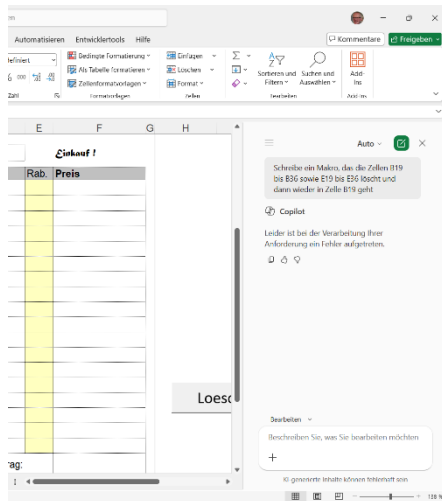 Automatisieren Entwicklertools Hilfe
Kommentare
Freigeben
Bedingte Formatierung
Als Tabelle formatieren
Zellenformatvorlagen
Formatvorlagen
Einfügen
Löschen
Format
Zellen
Sortieren und Filtern
Suchen und Auswählen
Bearbeiten
Add-Ins
Add-Ins
Zahl
000
E F G H
Einkauf !
Rab. Preis
Loesc
rag:
Auto
Schreibe ein Makro, das die Zellen B19
bis B36 sowie E19 bis E36 löscht und
dann wieder in Zelle B19 geht
Copilot
Leider ist bei der Verarbeitung Ihrer
Anforderung ein Fehler aufgetreten.
Bearbeiten
Beschreiben Sie, was Sie bearbeiten möchten
KI-generierte Inhalte können fehlerhaft sein